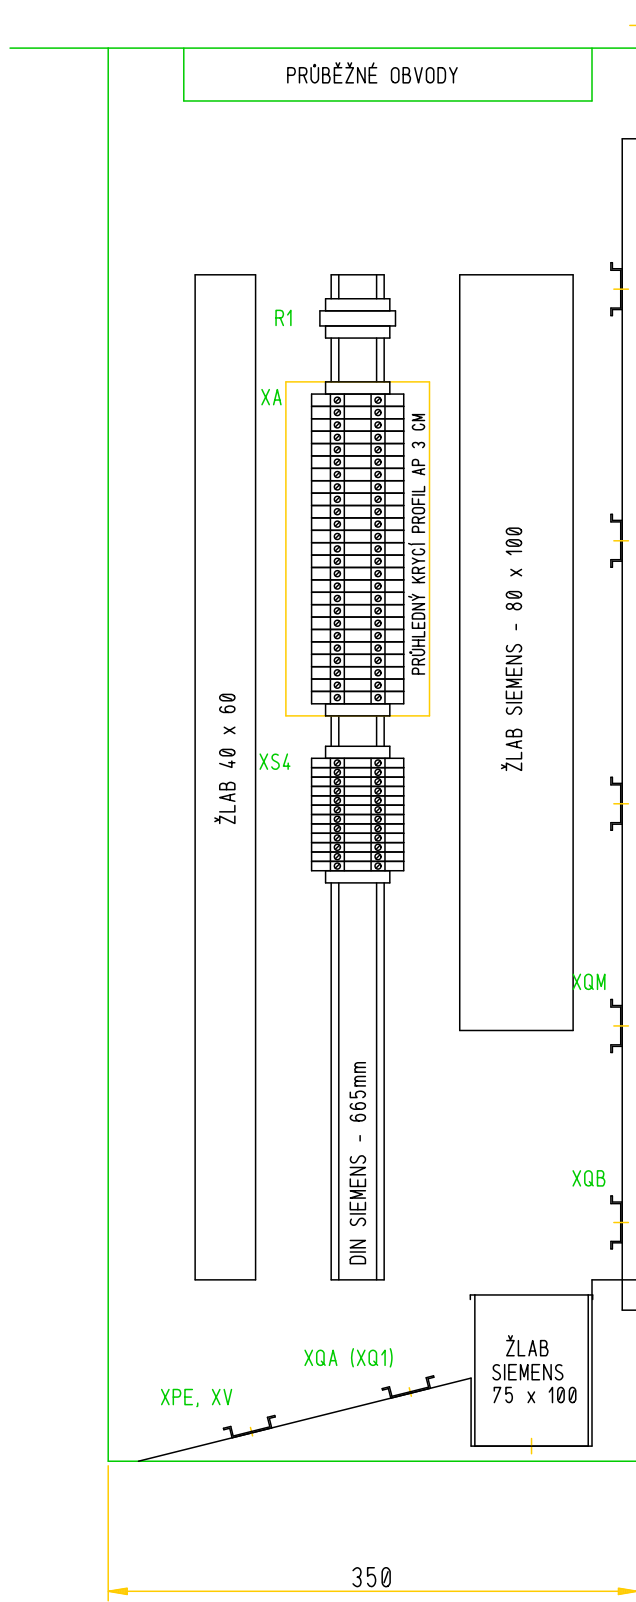 PRŮBĚŽNÉ OBVODY
R1
XA
PRŮHLEDNÝ KRYCÍ PROFIL AP 3 CM
ŽLAB SIEMENS - 80 x 100
ŽLAB 40 x 60
XS4
XQM
DIN SIEMENS - 665mm
XQB
ŽLAB
SIEMENS
75 x 100
XQA (XQ1)
XPE, XV
350